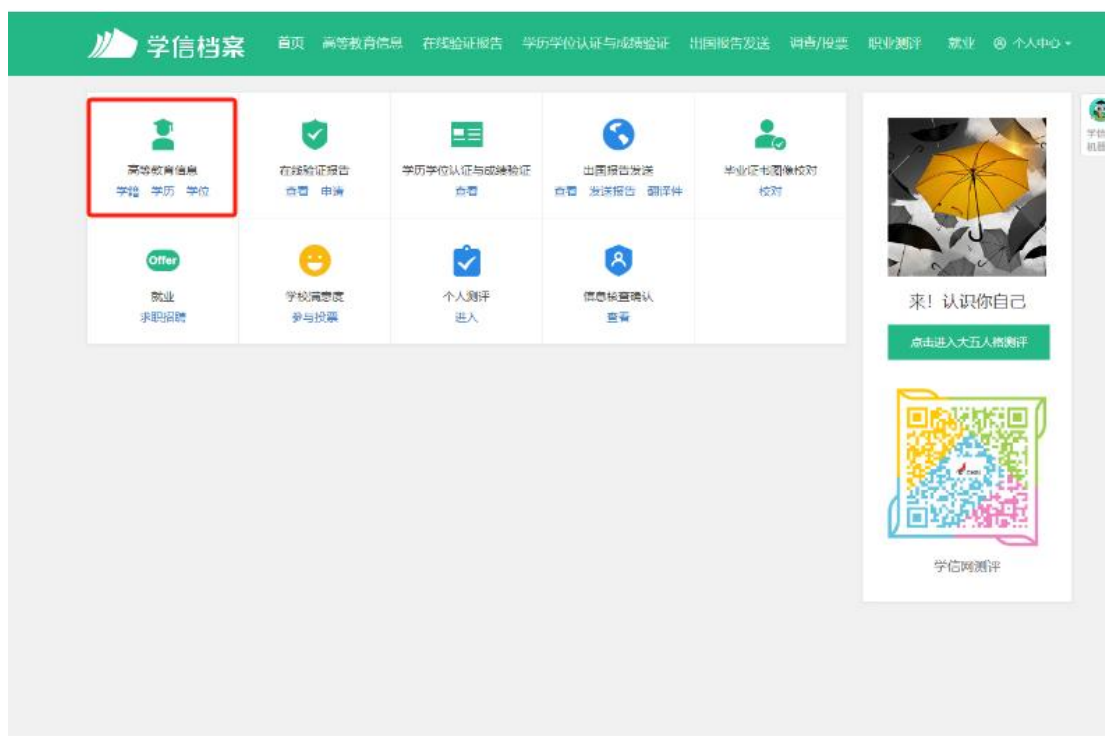 学信档案
首页 高等教育信息 在线验证报告 学历学位认证与成绩验证 出国报告发送 调查/投票 职业测评 就业 个人中心
高等教育信息
学籍 学历 学位
在线验证报告
查看 申请
学历学位认证与成绩验证
查看
出国报告发送
查看 发送报告 翻译件
毕业证书图像校对
校对
Offer
就业
求职招聘
学校满意度
参与投票
个人测评
进入
信息核查确认
查看
来！认识你自己
点击进入大五人格测评
学信网测评